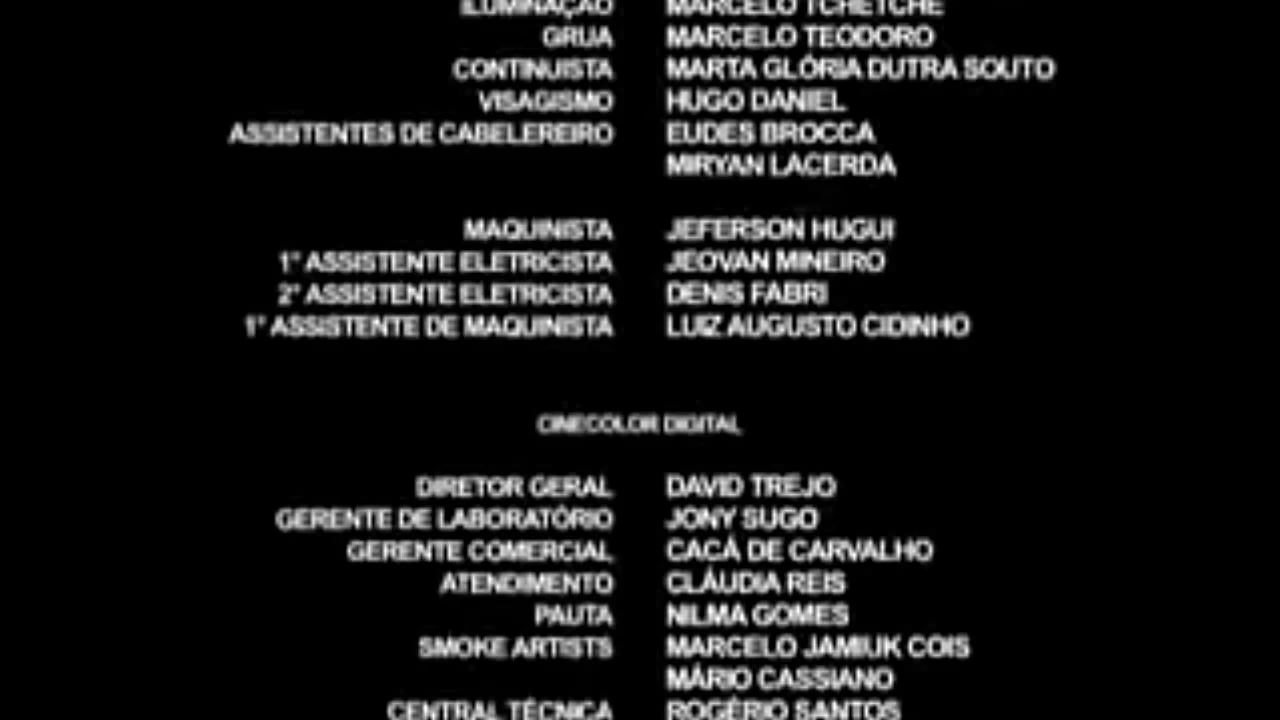 ILUMINAÇÃO MARCELO TCHETCHE
GRUA MARCELO TEODORO
CONTINUISTA MARTA GLÓRIA DUTRA SOUTO
VISAGISMO HUGO DANIEL
ASSISTENTES DE CABELEREIRO EUDES BROCCA
MIRYAN LACERDA
MAQUINISTA JEFERSON HUGUI
1° ASSISTENTE ELETRICISTA JEOVAN MINEIRO
2° ASSISTENTE ELETRICISTA DENIS FABRI
1° ASSISTENTE DE MAQUINISTA LUIZ AUGUSTO CIDINHO
CINECOLOR DIGITAL
DIRETOR GERAL DAVID TREJO
GERENTE DE LABORATÓRIO JONY SUGO
GERENTE COMERCIAL CACÁ DE CARVALHO
ATENDIMENTO CLÁUDIA REIS
PAUTA NILMA GOMES
SMOKE ARTISTS MARCELO JAMIUK COIS
MÁRIO CASSIANO
CENTRAL TÉCNICA ROGÉRIO SANTOS